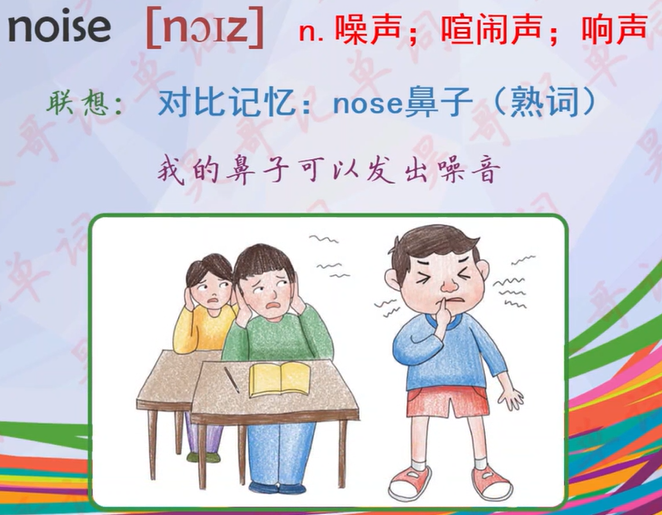 noise [nɔɪz] n.噪声；喧闹声；响声
联想： 对比记忆：nose鼻子（熟词）
我的鼻子可以发出噪音